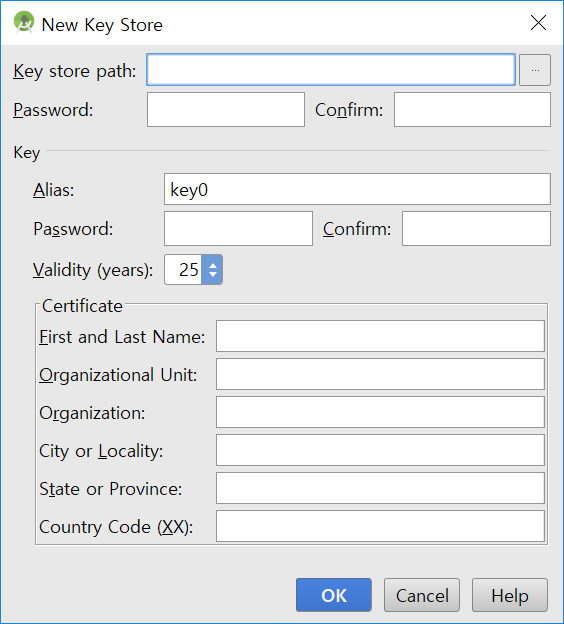 New Key Store
Key store path: ...
Password: Confirm:
Key
Alias: key0
Password: Confirm:
Validity (years): 25
Certificate
First and Last Name:
Organizational Unit:
Organization:
City or Locality:
State or Province:
Country Code (XX):
OK Cancel Help